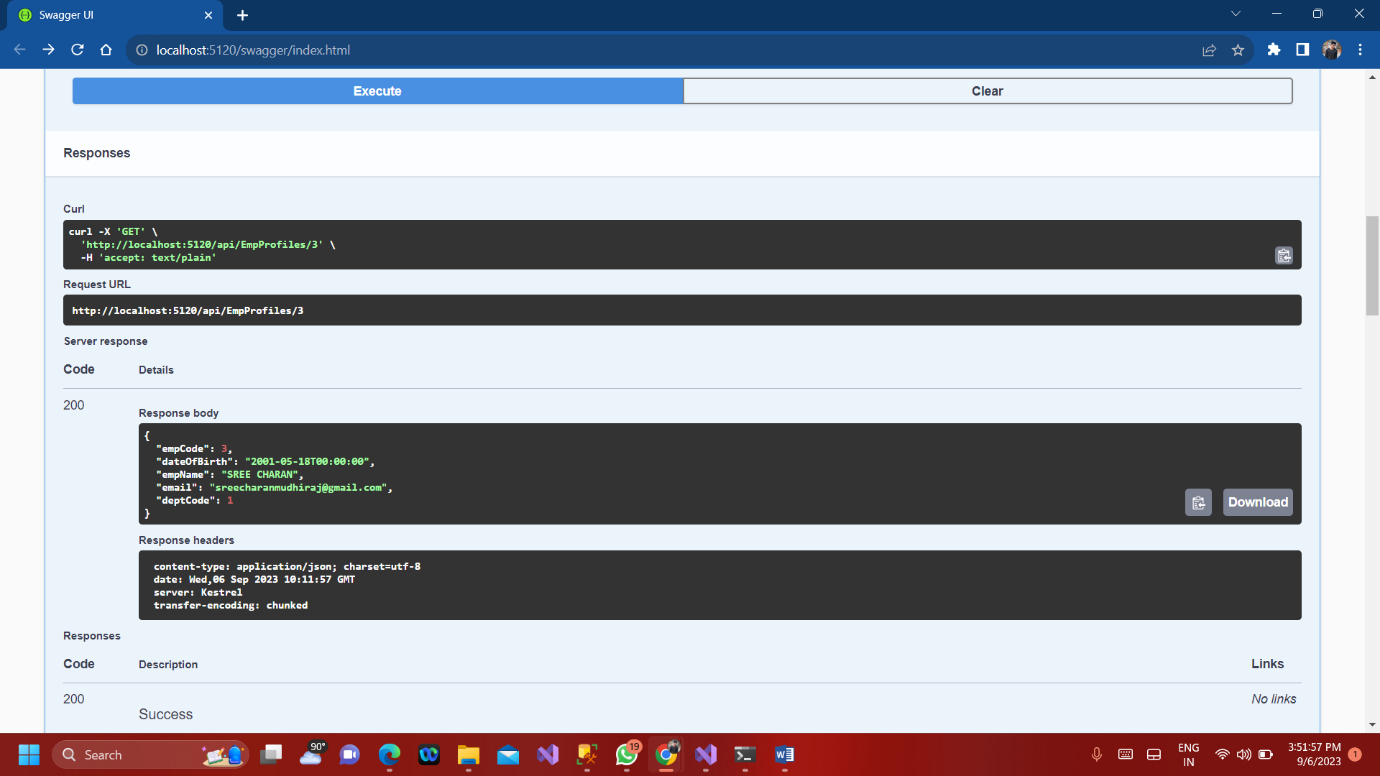 Swagger UI
localhost:5120/swagger/index.html
Execute
Clear
Responses
Curl
curl -X 'GET' \
'http://localhost:5120/api/EmpProfiles/3' \
-H 'accept: text/plain'
Request URL
http://localhost:5120/api/EmpProfiles/3
Server response
Code Details
200
Response body
{
"empCode": 3,
"dateOfBirth": "2001-05-18T00:00:00",
"empName": "SREE CHARAN",
"email": "sreecharanmudhiraj@gmail.com",
"deptCode": 1
}
Download
Response headers
content-type: application/json; charset=utf-8
date: Wed,06 Sep 2023 10:11:57 GMT
server: Kestrel
transfer-encoding: chunked
Responses
Code Description Links
200 No links
Success
Search
90°
19
ENG
IN
3:51:57 PM
9/6/2023
1